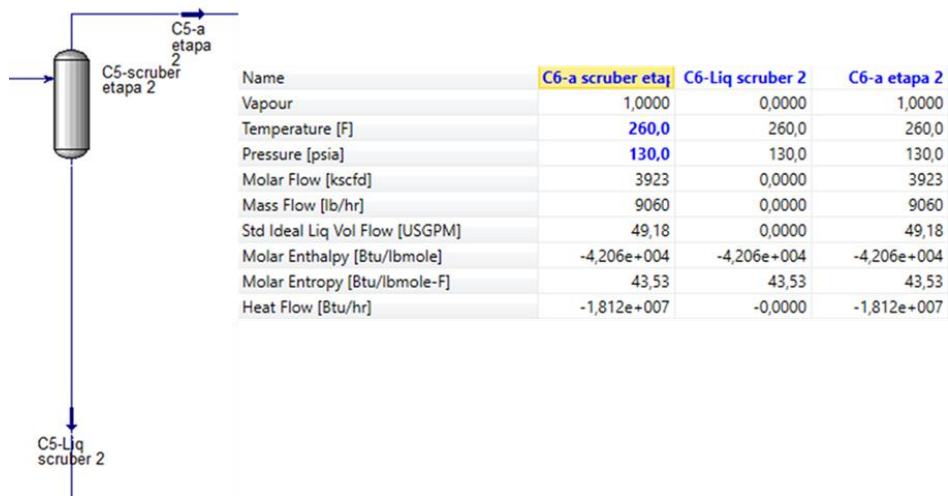 C5-a
etapa
2
C5-scruber
etapa 2
C5-Liq
scruber 2
Name C6-a scruber etap C6-Liq scruber 2 C6-a etapa 2
Vapour 1,0000 0,0000 1,0000
Temperature [F] 260,0 260,0 260,0
Pressure [psia] 130,0 130,0 130,0
Molar Flow [kscfd] 3923 0,0000 3923
Mass Flow [lb/hr] 9060 0,0000 9060
Std Ideal Liq Vol Flow [USGPM] 49,18 0,0000 49,18
Molar Enthalpy [Btu/lbmole] -4,206e+004 -4,206e+004 -4,206e+004
Molar Entropy [Btu/lbmole-F] 43,53 43,53 43,53
Heat Flow [Btu/hr] -1,812e+007 -0,0000 -1,812e+007